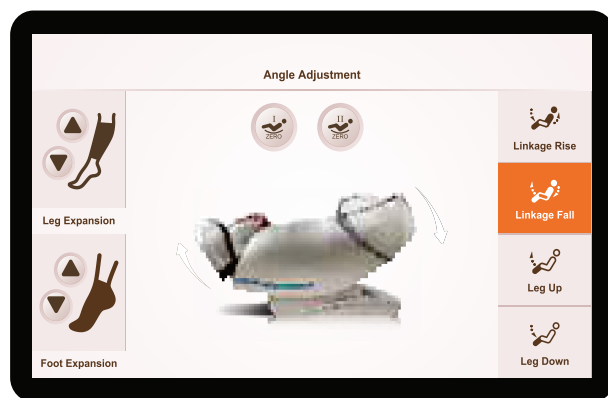 Angle Adjustment
I
ZERO
II
ZERO
Leg Expansion
Foot Expansion
Linkage Rise
Linkage Fall
Leg Up
Leg Down